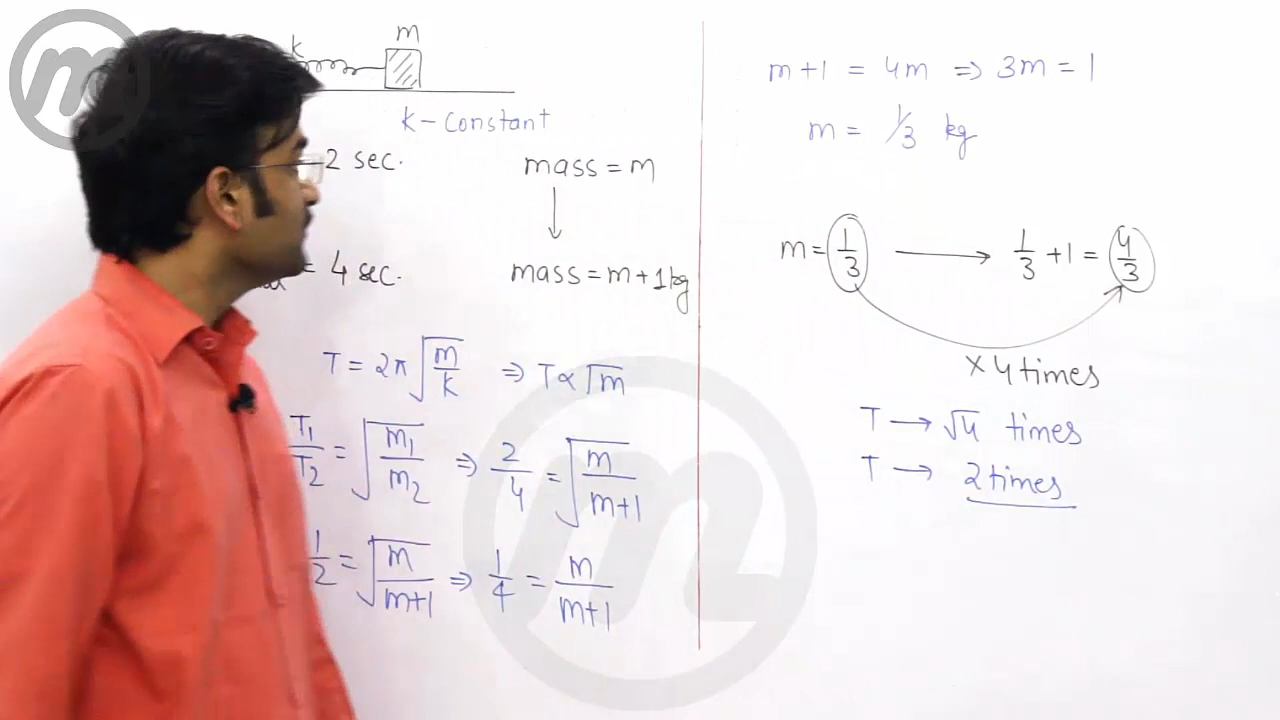 k
m
k-constant
2 sec.
mass = m
↓
= 4 sec.
mass = m+1kg
T = 2π√(m/k) ⇒ T∝√m
T₁/T₂ = √(m₁/m₂) ⇒ 2/4 = √(m/(m+1))
1/2 = √(m/(m+1)) ⇒ 1/4 = m/(m+1)
m+1 = 4m ⇒ 3m = 1
m = 1/3 kg
m = 1/3 ⟶ 1/3 + 1 = 4/3
×4 times
T → √4 times
T → 2 times